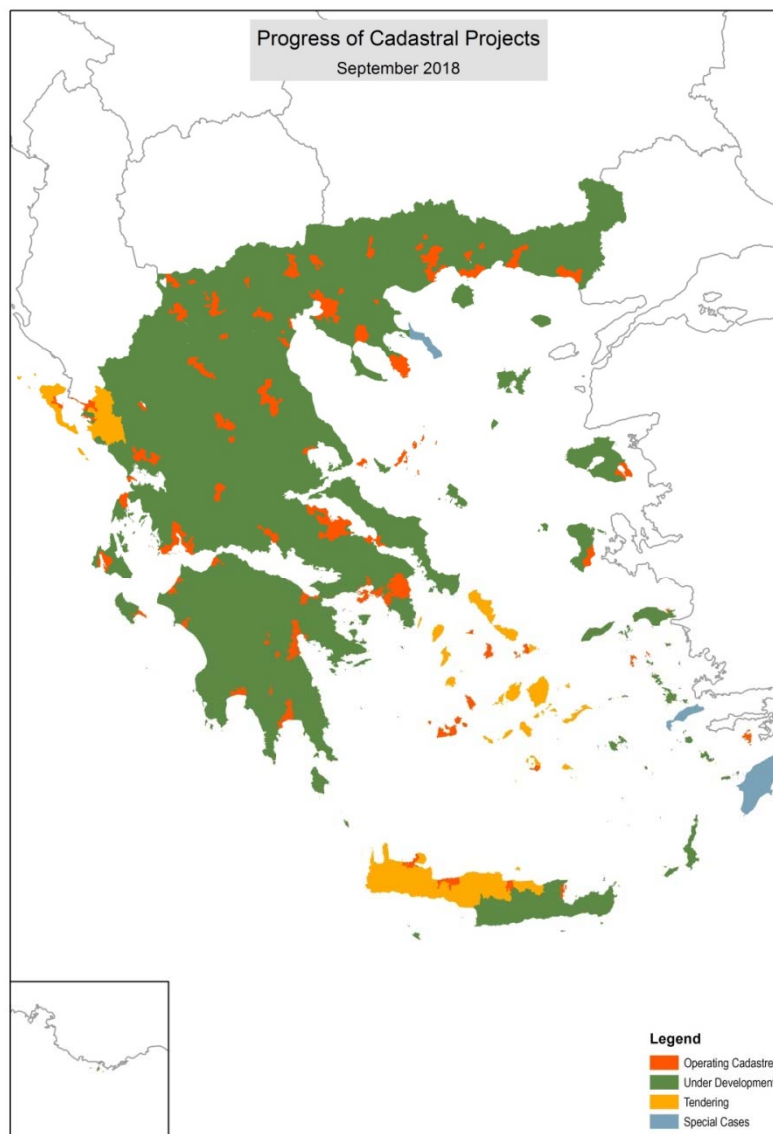 Progress of Cadastral Projects
September 2018
Legend
Operating Cadastre
Under Development
Tendering
Special Cases